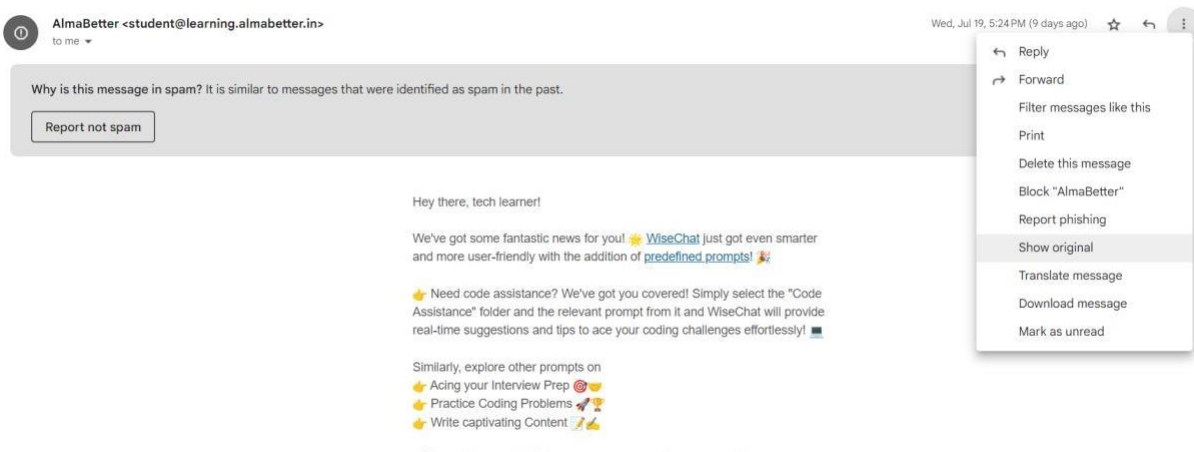 AlmaBetter <student@learning.almabetter.in>
Wed, Jul 19, 5:24 PM (9 days ago)
to me
Why is this message in spam? It is similar to messages that were identified as spam in the past.
Report not spam
Reply
Forward
Filter messages like this
Print
Delete this message
Block "AlmaBetter"
Report phishing
Show original
Translate message
Download message
Mark as unread
Hey there, tech learner!
We've got some fantastic news for you! 🌟 WiseChat just got even smarter
and more user-friendly with the addition of predefined prompts! 🎉
👉 Need code assistance? We've got you covered! Simply select the "Code
Assistance" folder and the relevant prompt from it and WiseChat will provide
real-time suggestions and tips to ace your coding challenges effortlessly! 💻
Similarly, explore other prompts on
👉 Acing your Interview Prep 🎯🤝
👉 Practice Coding Problems 🚀🏆
👉 Write captivating Content 📝✍️